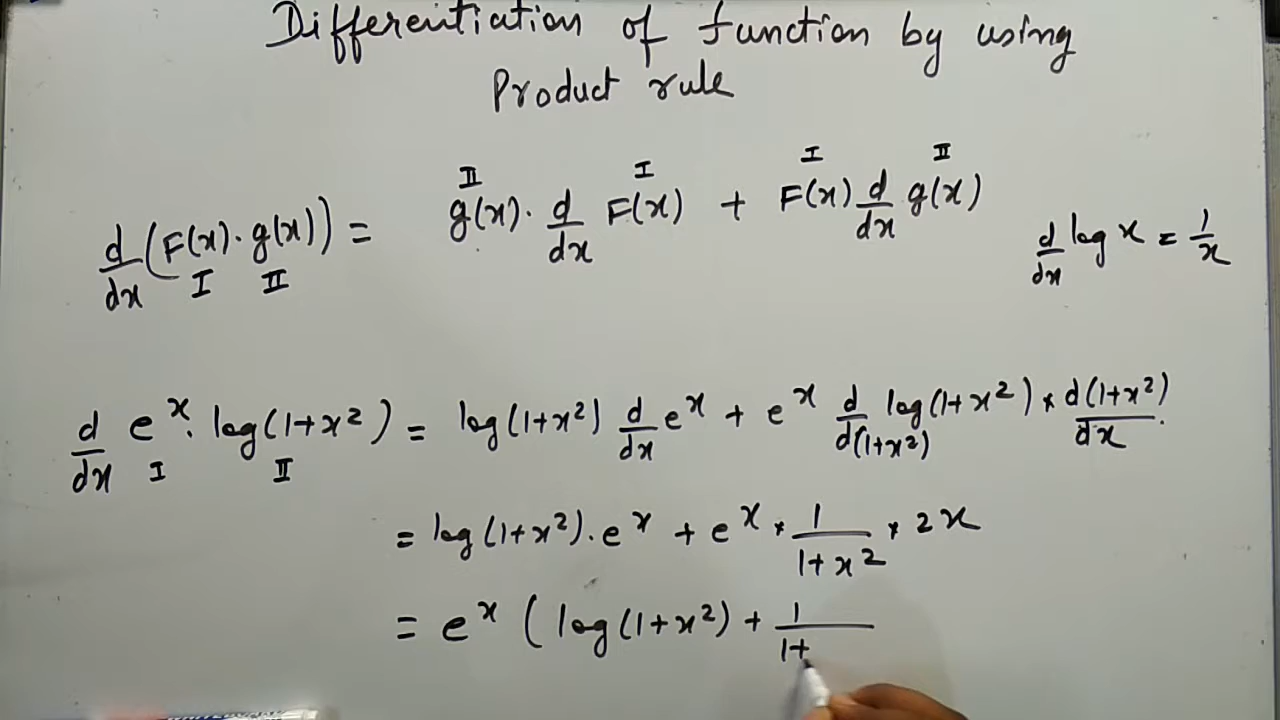 Differentiation of function by using
Product rule
II I I II
d/dx (F(x). g(x)) = g(x). d/dx F(x) + F(x) d/dx g(x)
I II
d/dx log x = 1/x
d/dx e^x. log(1+x²) = log(1+x²) d/dx e^x + e^x d/d(1+x²) log(1+x²) * d(1+x²)/dx.
I II
= log(1+x²). e^x + e^x * 1/1+x² * 2x
= e^x (log(1+x²) + 1/1+